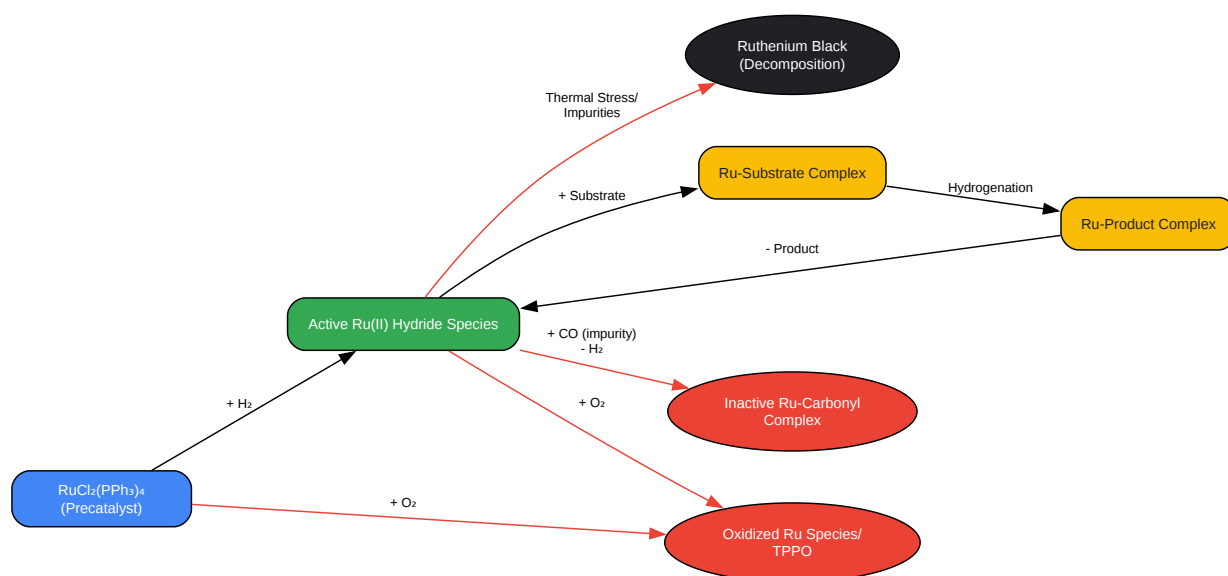 Ruthenium Black
(Decomposition)
Thermal Stress/
Impurities
Ru-Substrate Complex
+ Substrate
Hydrogenation
Ru-Product Complex
- Product
Active Ru(II) Hydride Species
+ CO (impurity)
- H₂
+ H₂
+ O₂
Inactive Ru-Carbonyl
Complex
RuCl₂(PPh₃)₄
(Precatalyst)
+ O₂
Oxidized Ru Species/
TPPO